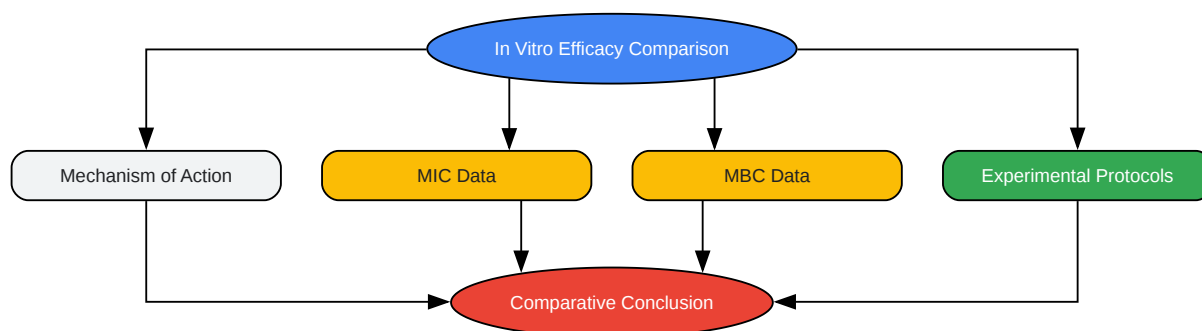 In Vitro Efficacy Comparison
Mechanism of Action
MIC Data
MBC Data
Experimental Protocols
Comparative Conclusion